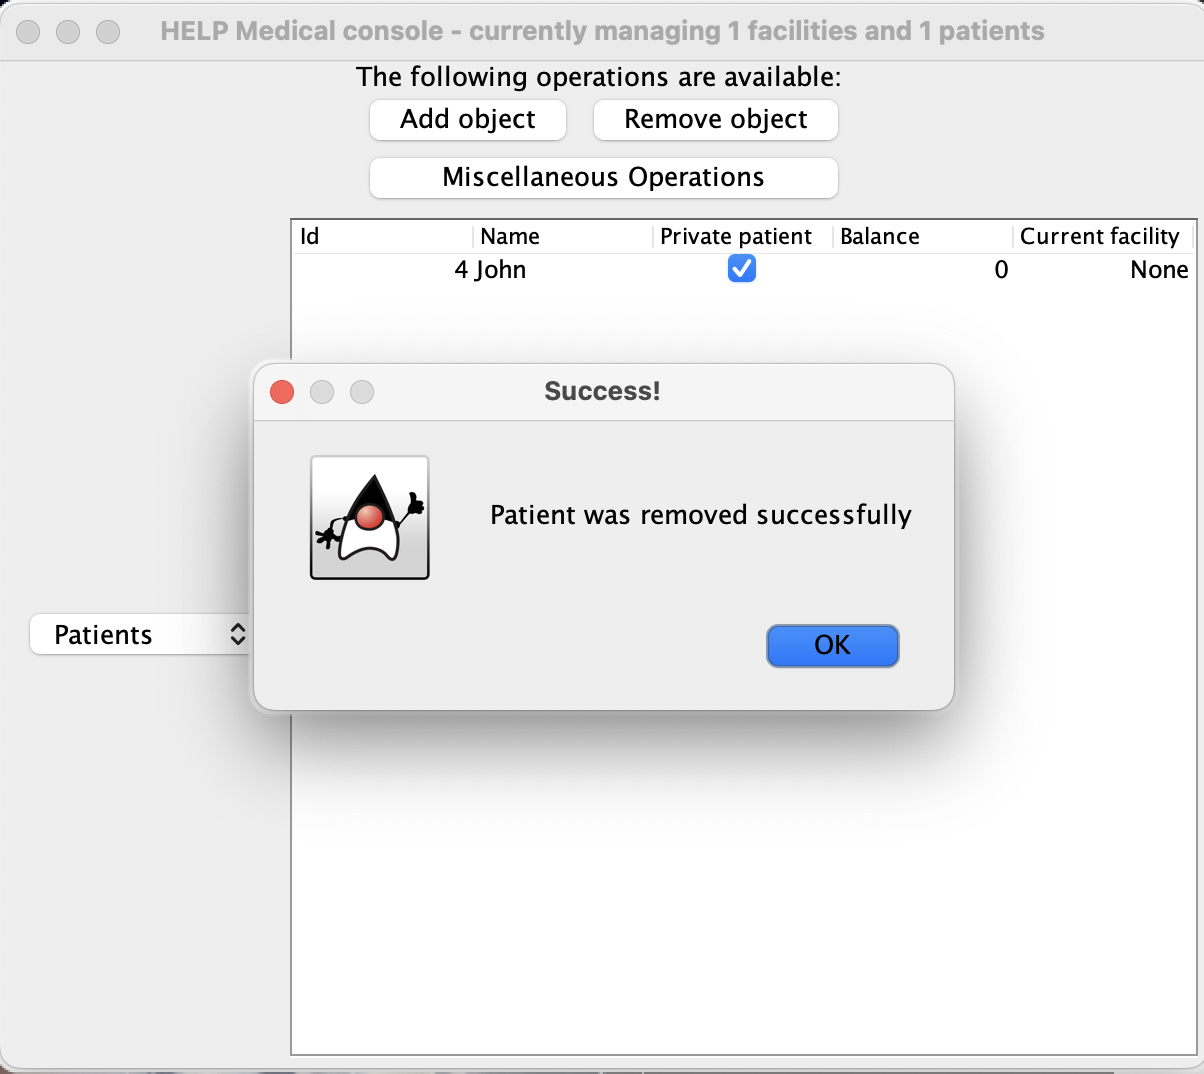 HELP Medical console - currently managing 1 facilities and 1 patients
The following operations are available:
Add object Remove object
Miscellaneous Operations
Id Name Private patient Balance Current facility
4 John 0 None
Success!
Patient was removed successfully
Patients
OK